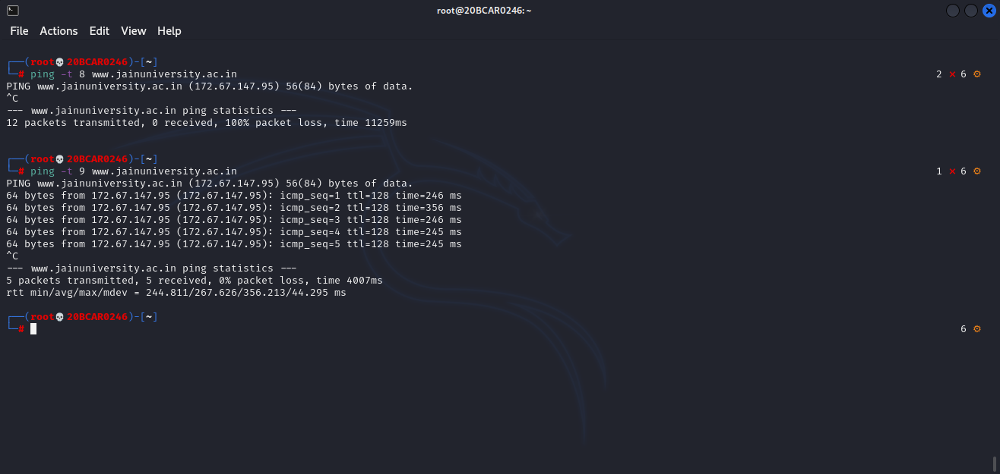 root@20BCAR0246:~
File Actions Edit View Help
┌──(root💀20BCAR0246)-[~]
└─# ping -t 8 www.jainuniversity.ac.in 2 ⨯ 6 ⚙
PING www.jainuniversity.ac.in (172.67.147.95) 56(84) bytes of data.
^C
--- www.jainuniversity.ac.in ping statistics ---
12 packets transmitted, 0 received, 100% packet loss, time 11259ms
┌──(root💀20BCAR0246)-[~]
└─# ping -t 9 www.jainuniversity.ac.in 1 ⨯ 6 ⚙
PING www.jainuniversity.ac.in (172.67.147.95) 56(84) bytes of data.
64 bytes from 172.67.147.95 (172.67.147.95): icmp_seq=1 ttl=128 time=246 ms
64 bytes from 172.67.147.95 (172.67.147.95): icmp_seq=2 ttl=128 time=356 ms
64 bytes from 172.67.147.95 (172.67.147.95): icmp_seq=3 ttl=128 time=246 ms
64 bytes from 172.67.147.95 (172.67.147.95): icmp_seq=4 ttl=128 time=245 ms
64 bytes from 172.67.147.95 (172.67.147.95): icmp_seq=5 ttl=128 time=245 ms
^C
--- www.jainuniversity.ac.in ping statistics ---
5 packets transmitted, 5 received, 0% packet loss, time 4007ms
rtt min/avg/max/mdev = 244.811/267.626/356.213/44.295 ms
┌──(root💀20BCAR0246)-[~]
└─# 6 ⚙